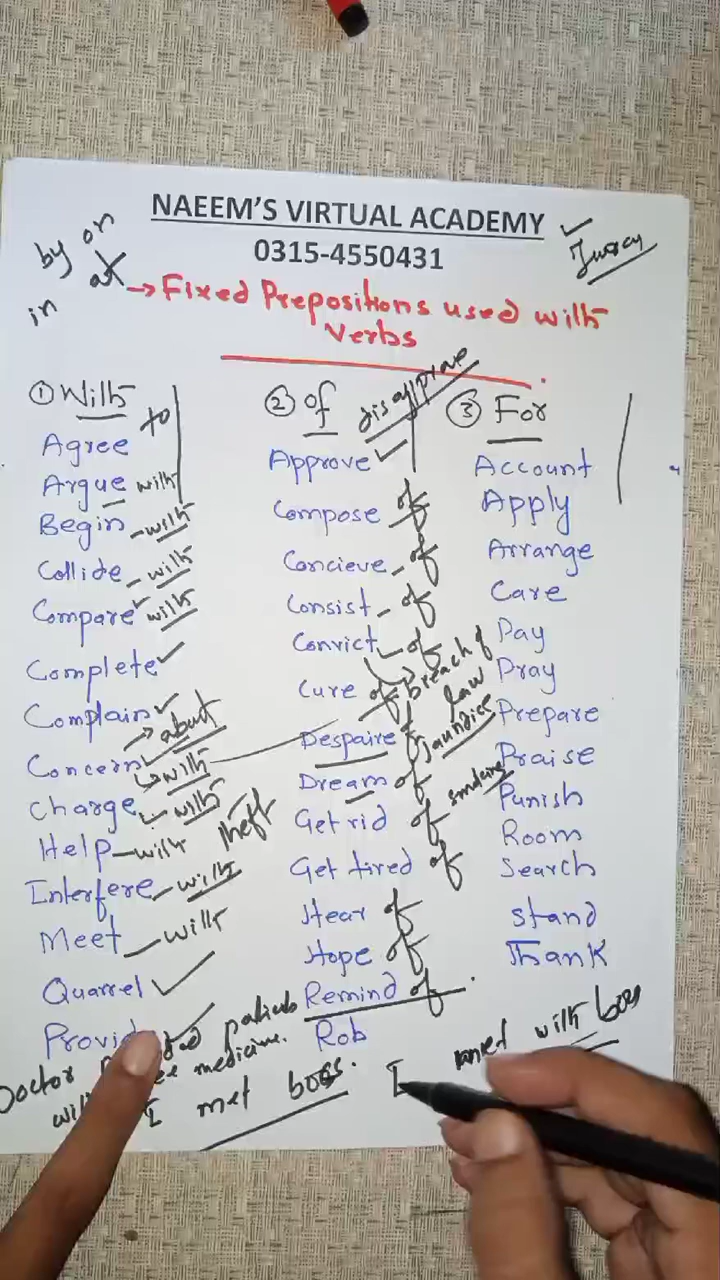 NAEEM'S VIRTUAL ACADEMY
0315-4550431
by on
at
in
→ Fixed Prepositions used with
Verbs
① With
Agree to
Argue with
Begin - with
Collide - with
Compare with
Complete
Complain
Concern about
with
Charge with theft
Help - with
Interfere - with
Meet - with
Quarrel
Provid
② Of
disapprove
Approve
Compose of
Concieve - of
Consist - of
Convict - of breach of law
Cure of jaundice
Despaire of
Dream of
Get rid of
Get tired of
Hear of
Hope of
Remind of
Rob
③ For
Account
Apply
Arrange
Care
Pay
Pray
Prepare
Praise
Punish
Room
Search
Stand
Thank
Doctor
medicine.
I met boss.
I with boss